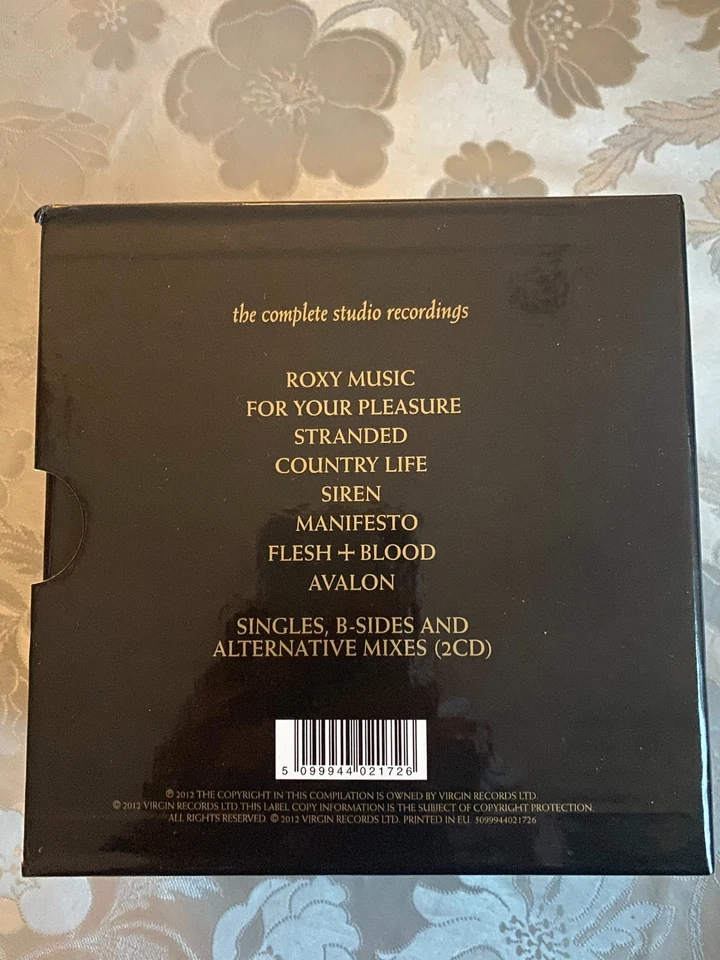 the complete studio recordings
ROXY MUSIC
FOR YOUR PLEASURE
STRANDED
COUNTRY LIFE
SIREN
MANIFESTO
FLESH + BLOOD
AVALON
SINGLES, B-SIDES AND
ALTERNATIVE MIXES (2CD)
5 099944 021726
℗ 2012 THE COPYRIGHT IN THIS COMPILATION IS OWNED BY VIRGIN RECORDS LTD
© 2012 VIRGIN RECORDS LTD THIS LABEL COPY INFORMATION IS THE SUBJECT OF COPYRIGHT PROTECTION.
ALL RIGHTS RESERVED © 2012 VIRGIN RECORDS LTD. PRINTED IN EU. 5099944021726